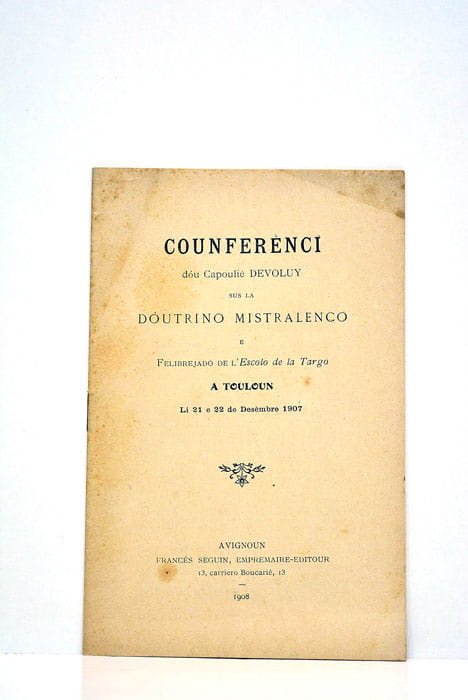 COUNFERÈNCI
dóu Capoulié DEVOLUY
SUS LA
DÓUTRINO MISTRALENCO
E
FELIBREJADO DE L'Escolo de la Targo
A TOULOUN
Li 21 e 22 de Desèmbre 1907
AVIGNOUN
FRANCÉS SEGUIN, EMPREMAIRE-EDITOUR
13, carriero Boucarié, 13
1908